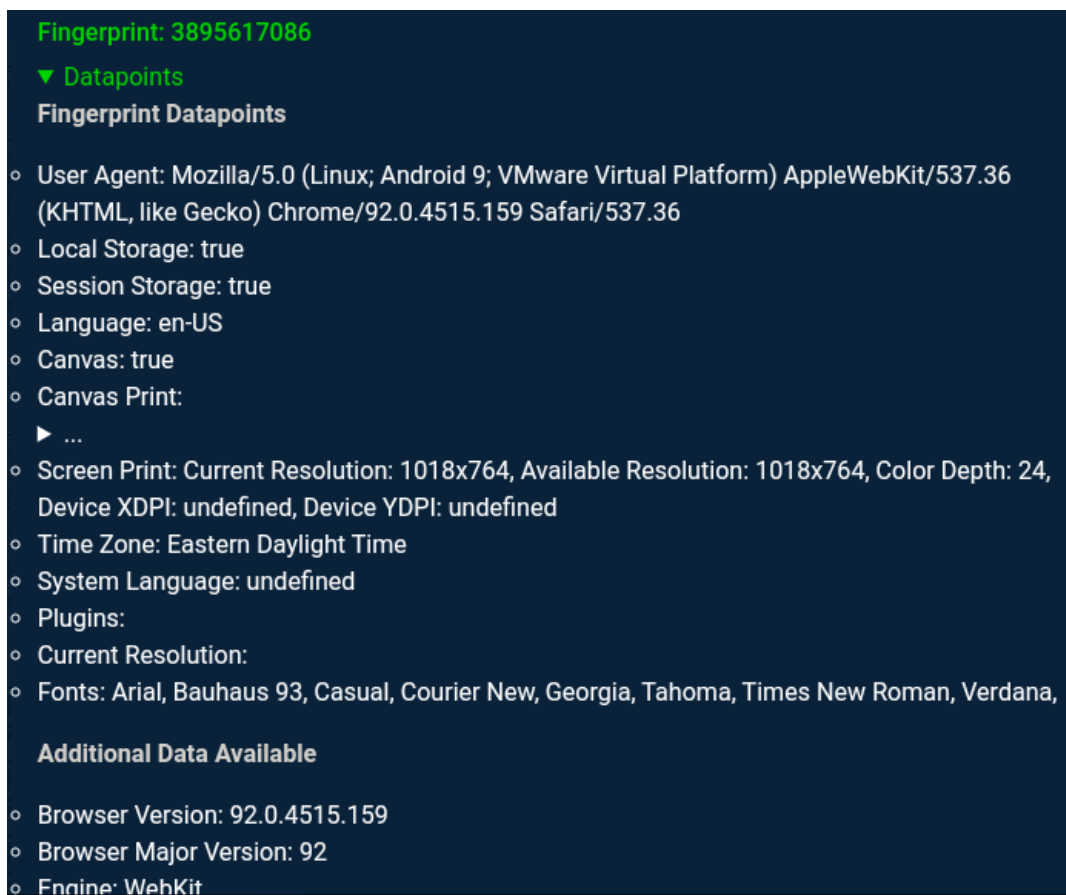 Fingerprint: 3895617086
▼ Datapoints
Fingerprint Datapoints
User Agent: Mozilla/5.0 (Linux; Android 9; VMware Virtual Platform) AppleWebKit/537.36
(KHTML, like Gecko) Chrome/92.0.4515.159 Safari/537.36
Local Storage: true
Session Storage: true
Language: en-US
Canvas: true
Canvas Print:
▶ ...
Screen Print: Current Resolution: 1018x764, Available Resolution: 1018x764, Color Depth: 24,
Device XDPI: undefined, Device YDPI: undefined
Time Zone: Eastern Daylight Time
System Language: undefined
Plugins:
Current Resolution:
Fonts: Arial, Bauhaus 93, Casual, Courier New, Georgia, Tahoma, Times New Roman, Verdana,
Additional Data Available
Browser Version: 92.0.4515.159
Browser Major Version: 92
Engine: WebKit